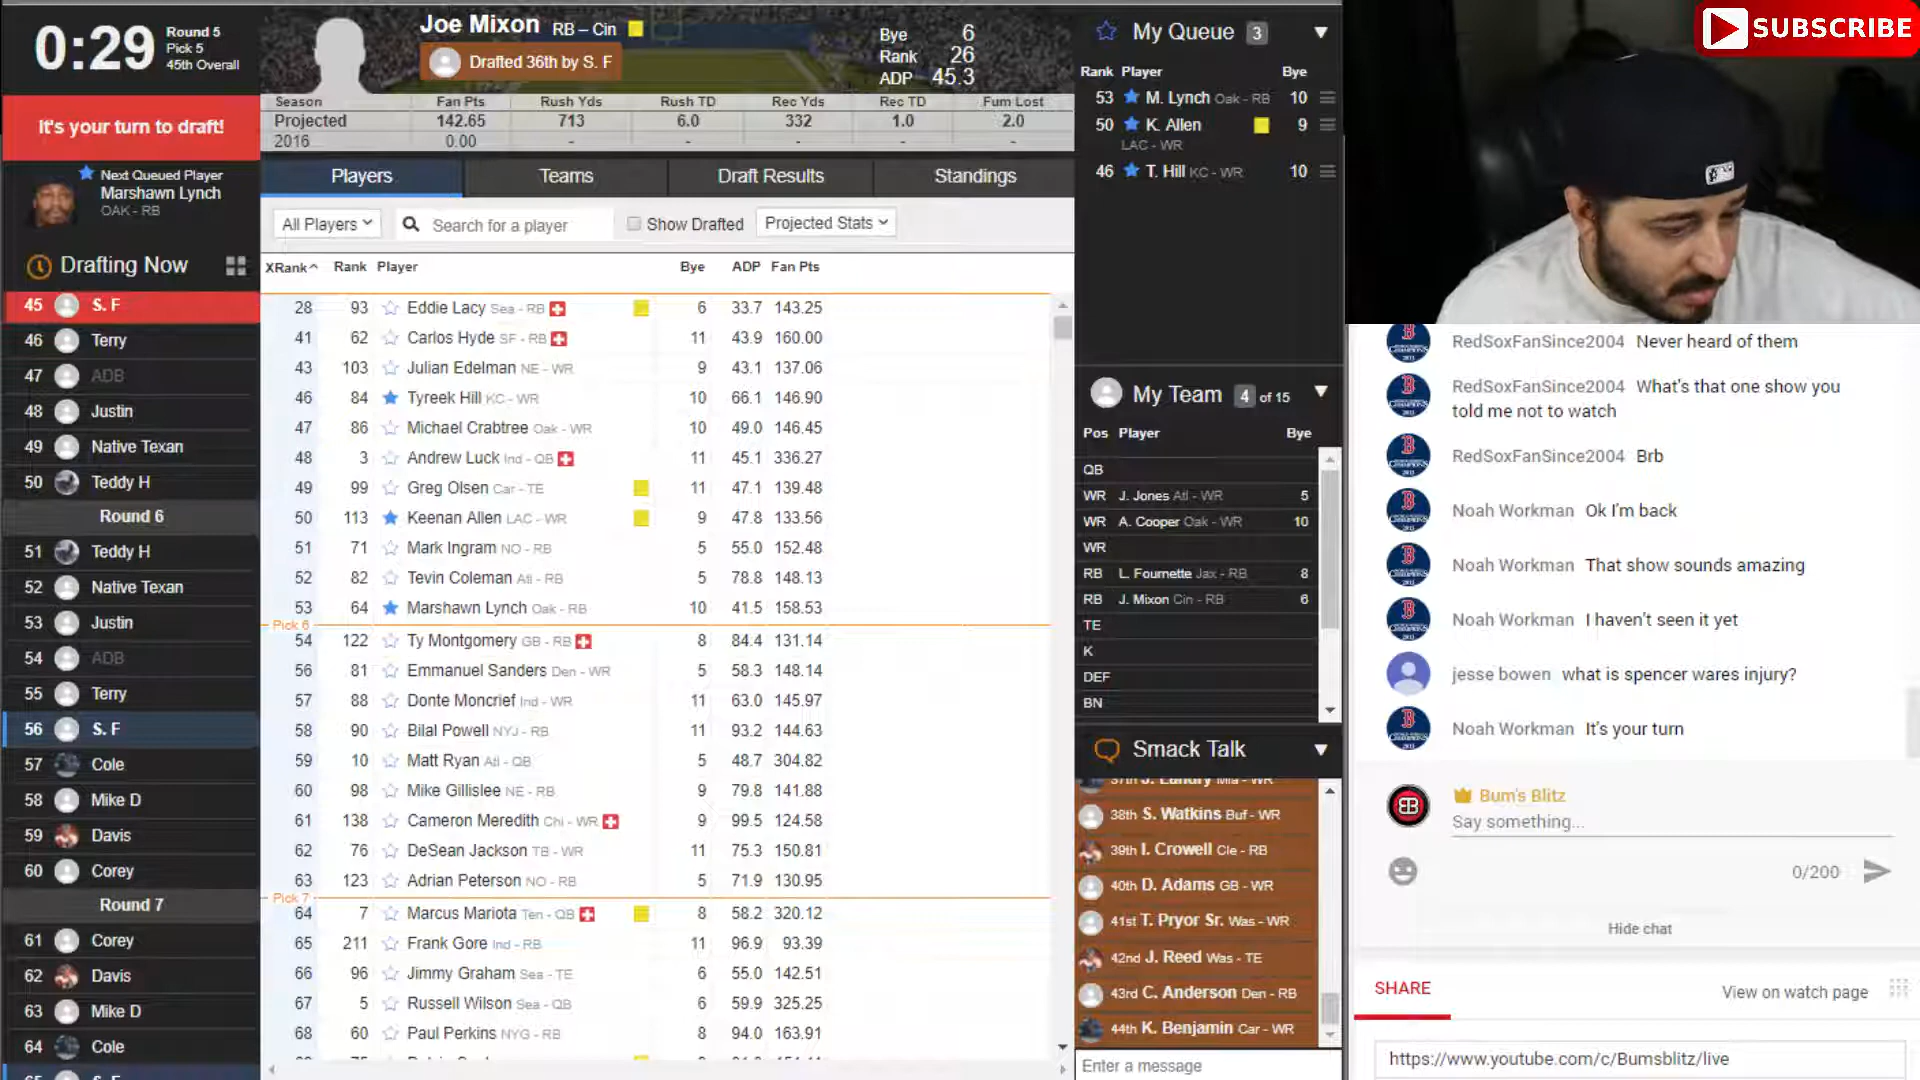 0:29
Round 5
Pick 5
45th Overall
It's your turn to draft!
Next Queued Player
Marshawn Lynch
OAK - RB
Drafting Now
45 S. F
46 Terry
47 ADB
48 Justin
49 Native Texan
50 Teddy H
Round 6
51 Teddy H
52 Native Texan
53 Justin
54 ADB
55 Terry
56 S. F
57 Cole
58 Mike D
59 Davis
60 Corey
Round 7
61 Corey
62 Davis
63 Mike D
64 Cole
Joe Mixon RB – Cin
Drafted 36th by S. F
Bye 6
Rank 26
ADP 45.3
Season Fan Pts Rush Yds Rush TD Rec Yds Rec TD Fum Lost
Projected 142.65 713 6.0 332 1.0 2.0
2016 0.00 - - - - -
Players Teams Draft Results Standings
All Players Search for a player Show Drafted Projected Stats
XRank Rank Player Bye ADP Fan Pts
28 93 Eddie Lacy Sea - RB 6 33.7 143.25
41 62 Carlos Hyde SF - RB 11 43.9 160.00
43 103 Julian Edelman NE - WR 9 43.1 137.06
46 84 Tyreek Hill KC - WR 10 66.1 146.90
47 86 Michael Crabtree Oak - WR 10 49.0 146.45
48 3 Andrew Luck Ind - QB 11 45.1 336.27
49 99 Greg Olsen Car - TE 11 47.1 139.48
50 113 Keenan Allen LAC - WR 9 47.8 133.56
51 71 Mark Ingram NO - RB 5 55.0 152.48
52 82 Tevin Coleman Atl - RB 5 78.8 148.13
53 64 Marshawn Lynch Oak - RB 10 41.5 158.53
Pick 6
54 122 Ty Montgomery GB - RB 8 84.4 131.14
56 81 Emmanuel Sanders Den - WR 5 58.3 148.14
57 88 Donte Moncrief Ind - WR 11 63.0 145.97
58 90 Bilal Powell NYJ - RB 11 93.2 144.63
59 10 Matt Ryan Atl - QB 5 48.7 304.82
60 98 Mike Gillislee NE - RB 9 79.8 141.88
61 138 Cameron Meredith Chi - WR 9 99.5 124.58
62 76 DeSean Jackson TB - WR 11 75.3 150.81
63 123 Adrian Peterson NO - RB 5 71.9 130.95
Pick 7
64 7 Marcus Mariota Ten - QB 8 58.2 320.12
65 211 Frank Gore Ind - RB 11 96.9 93.39
66 96 Jimmy Graham Sea - TE 6 55.0 142.51
67 5 Russell Wilson Sea - QB 6 59.9 325.25
68 60 Paul Perkins NYG - RB 8 94.0 163.91
My Queue 3
Rank Player Bye
53 M. Lynch Oak - RB 10
50 K. Allen 9
LAC - WR
46 T. Hill KC - WR 10
My Team 4 of 15
Pos Player Bye
QB
WR J. Jones Atl - WR 5
WR A. Cooper Oak - WR 10
WR
RB L. Fournette Jax - RB 8
RB J. Mixon Cin - RB 6
TE
K
DEF
BN
Smack Talk
37th J. Landry Mia - WR
38th S. Watkins Buf - WR
39th I. Crowell Cle - RB
40th D. Adams GB - WR
41st T. Pryor Sr. Was - WR
42nd J. Reed Was - TE
43rd C. Anderson Den - RB
44th K. Benjamin Car - WR
Enter a message
SUBSCRIBE
RedSoxFanSince2004 Never heard of them
RedSoxFanSince2004 What's that one show you
told me not to watch
RedSoxFanSince2004 Brb
Noah Workman Ok I'm back
Noah Workman That show sounds amazing
Noah Workman I haven't seen it yet
jesse bowen what is spencer wares injury?
Noah Workman It's your turn
Bum's Blitz
Say something...
0/200
Hide chat
SHARE
View on watch page
https://www.youtube.com/c/Bumsblitz/live